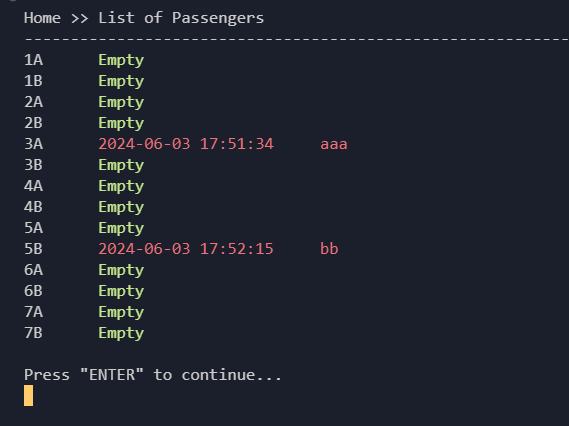 Home >> List of Passengers
-----------------------------------------------------------
1A Empty
1B Empty
2A Empty
2B Empty
3A 2024-06-03 17:51:34 aaa
3B Empty
4A Empty
4B Empty
5A Empty
5B 2024-06-03 17:52:15 bb
6A Empty
6B Empty
7A Empty
7B Empty
Press "ENTER" to continue...